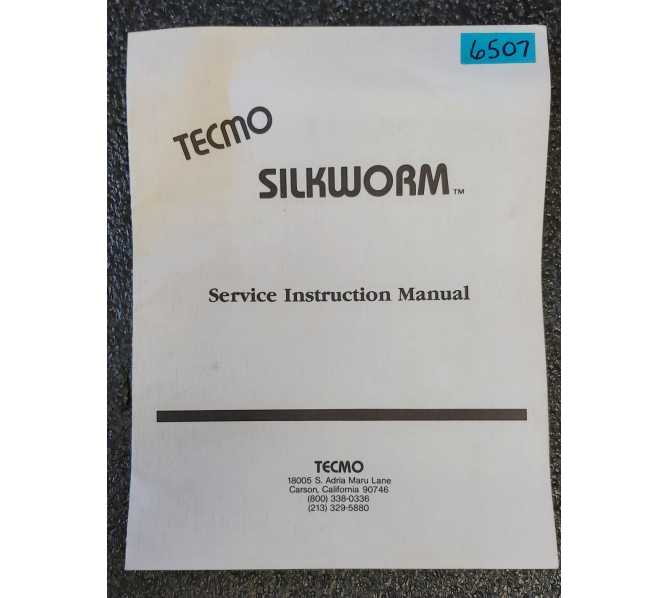 6507
TECMO
SILKWORM™
Service Instruction Manual
TECMO
18005 S. Adria Maru Lane
Carson, California 90746
(800) 338-0336
(213) 329-5880